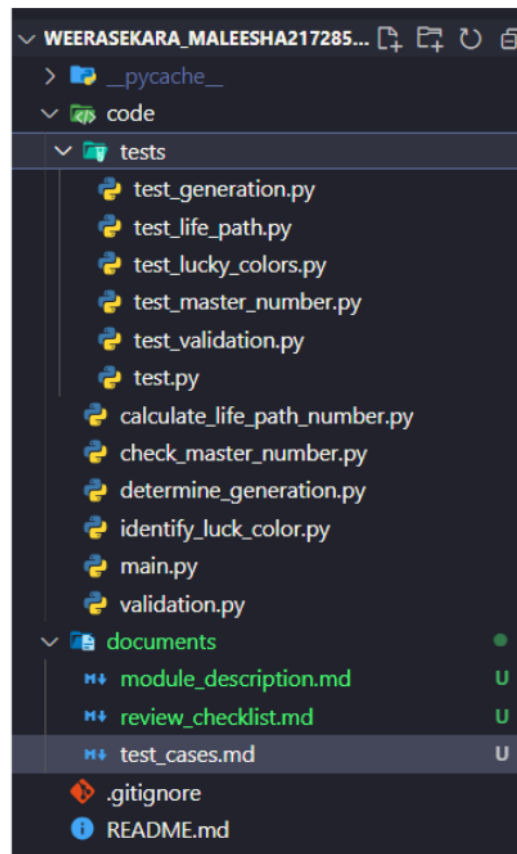 WEERASEKARA_MALEESHA217285...
__pycache__
code
tests
test_generation.py
test_life_path.py
test_lucky_colors.py
test_master_number.py
test_validation.py
test.py
calculate_life_path_number.py
check_master_number.py
determine_generation.py
identify_luck_color.py
main.py
validation.py
documents
module_description.md U
review_checklist.md U
test_cases.md U
.gitignore
README.md